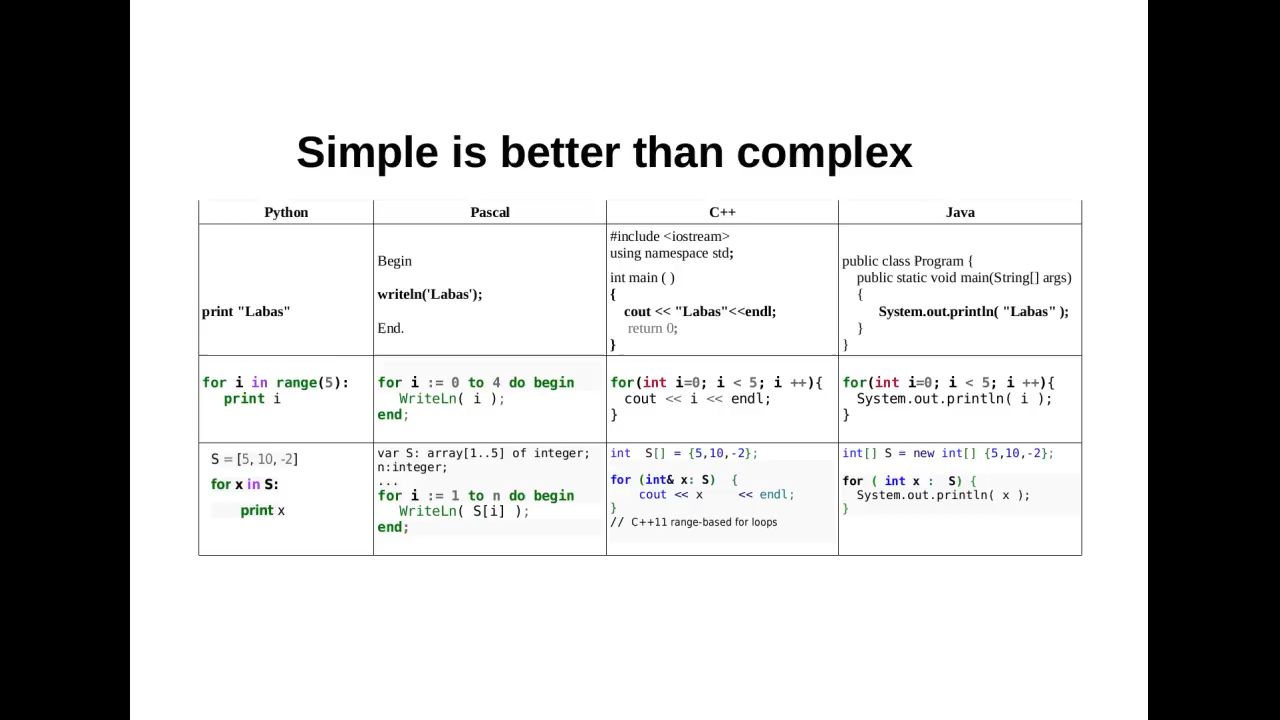 Simple is better than complex
Python
Pascal
C++
Java
print "Labas"
Begin
writeln('Labas');
End.
#include <iostream>
using namespace std;
int main ( )
{
cout << "Labas"<<endl;
return 0;
}
public class Program {
public static void main(String[] args)
{
System.out.println( "Labas" );
}
}
for i in range(5):
print i
for i := 0 to 4 do begin
WriteLn( i );
end;
for(int i=0; i < 5; i ++){
cout << i << endl;
}
for(int i=0; i < 5; i ++){
System.out.println( i );
}
S = [5, 10, -2]
for x in S:
print x
var S: array[1..5] of integer;
n:integer;
...
for i := 1 to n do begin
WriteLn( S[i] );
end;
int S[] = {5,10,-2};
for (int& x: S) {
cout << x << endl;
}
// C++11 range-based for loops
int[] S = new int[] {5,10,-2};
for ( int x : S) {
System.out.println( x );
}